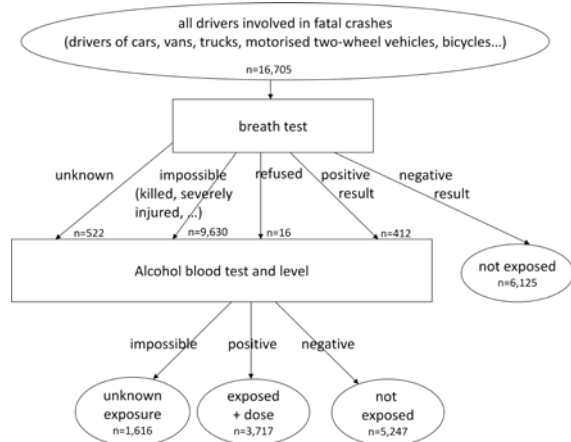 all drivers involved in fatal crashes
(drivers of cars, vans, trucks, motorised two-wheel vehicles, bicycles...)
n=16,705
breath test
unknown
impossible
(killed, severely
injured, ...)
refused
positive
result
negative
result
n=522
n=9,630
n=16
n=412
Alcohol blood test and level
not exposed
n=6,125
impossible
positive
negative
unknown
exposure
n=1,616
exposed
+ dose
n=3,717
not
exposed
n=5,247